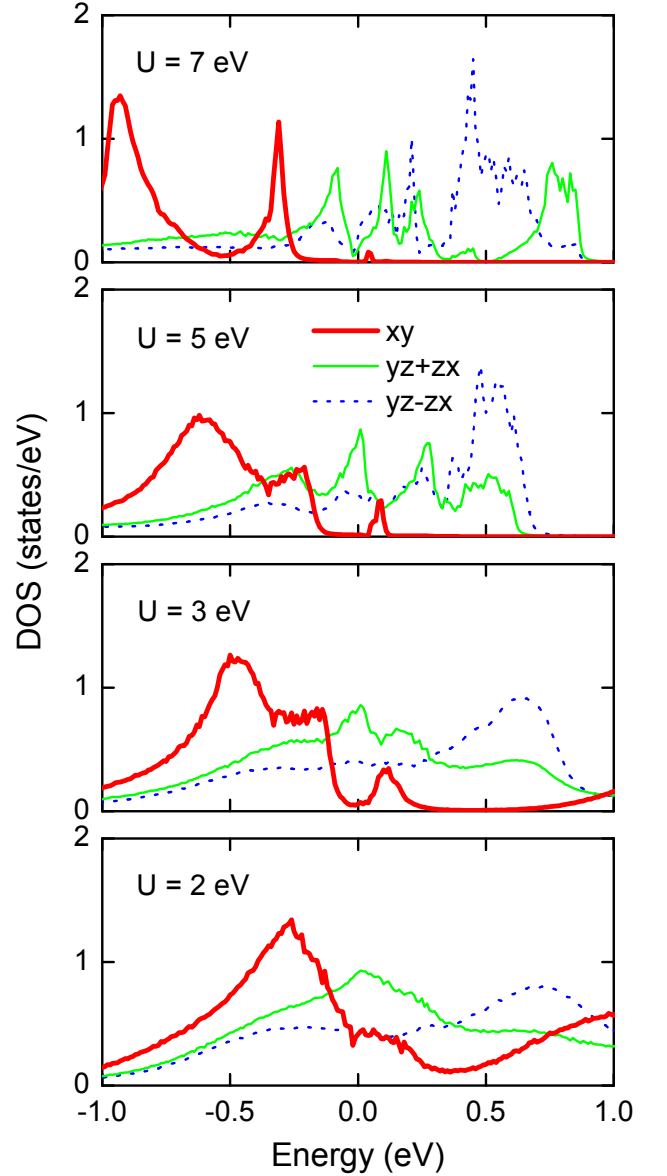 2
U = 7 eV
1
0
2
U = 5 eV
xy
yz+zx
yz-zx
1
0
DOS (states/eV)
2
U = 3 eV
1
0
2
U = 2 eV
1
0
-1.0 -0.5 0.0 0.5 1.0
Energy (eV)